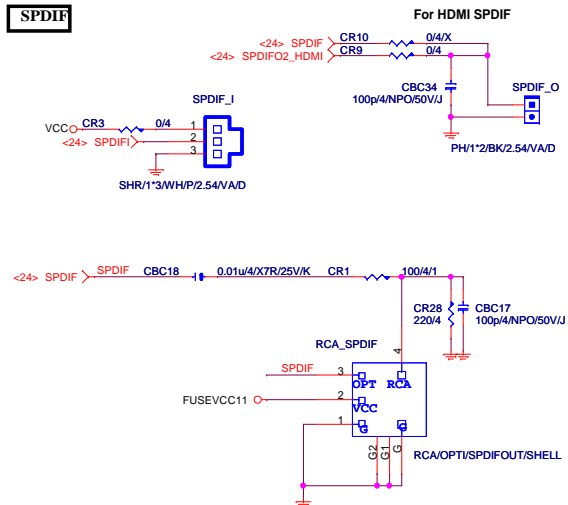 SPDIF
For HDMI SPDIF
<24> SPDIF CR10 0/4/X
<24> SPDIFO2_HDMI CR9 0/4
CBC34
100p/4/NPO/50V/J
SPDIF_O
PH/1*2/BK/2.54/VA/D
SPDIF_I
VCC CR3 0/4 1
<24> SPDIFI 2
3
SHR/1*3/WH/P/2.54/VA/D
<24> SPDIF SPDIF CBC18 0.01u/4/X7R/25V/K CR1 100/4/1
CR28
220/4
CBC17
100p/4/NPO/50V/J
RCA_SPDIF
4
SPDIF 3 OPT RCA
FUSEVCC11 2 VCC
1 G G
G2 G1 G
RCA/OPTI/SPDIFOUT/SHELL